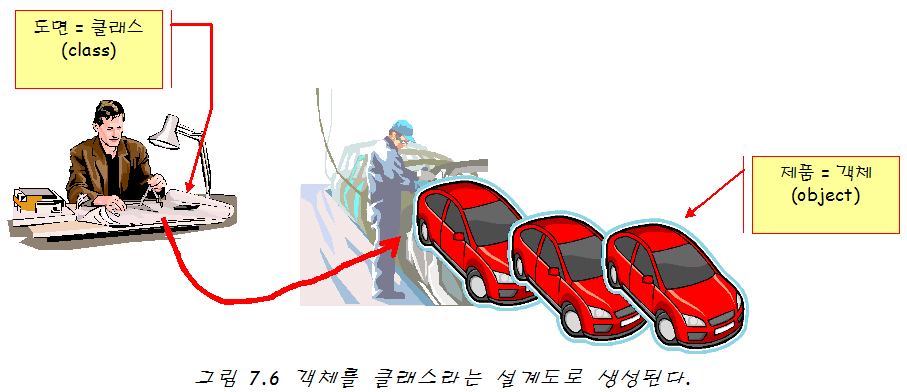 도면 = 클래스
(class)
제품 = 객체
(object)
그림 7.6 객체를 클래스라는 설계도로 생성된다.